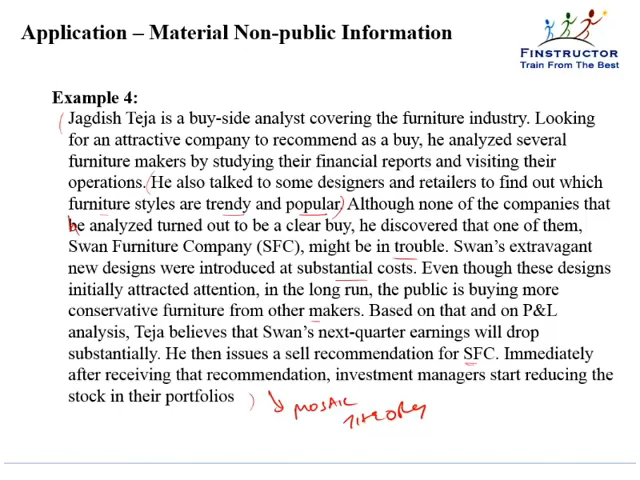 Application – Material Non-public Information
FINSTRUCTOR
Train From The Best
Example 4:
Jagdish Teja is a buy-side analyst covering the furniture industry. Looking
for an attractive company to recommend as a buy, he analyzed several
furniture makers by studying their financial reports and visiting their
operations. He also talked to some designers and retailers to find out which
furniture styles are trendy and popular. Although none of the companies that
he analyzed turned out to be a clear buy, he discovered that one of them,
Swan Furniture Company (SFC), might be in trouble. Swan's extravagant
new designs were introduced at substantial costs. Even though these designs
initially attracted attention, in the long run, the public is buying more
conservative furniture from other makers. Based on that and on P&L
analysis, Teja believes that Swan's next-quarter earnings will drop
substantially. He then issues a sell recommendation for SFC. Immediately
after receiving that recommendation, investment managers start reducing the
stock in their portfolios
MOSAIC
THEORY